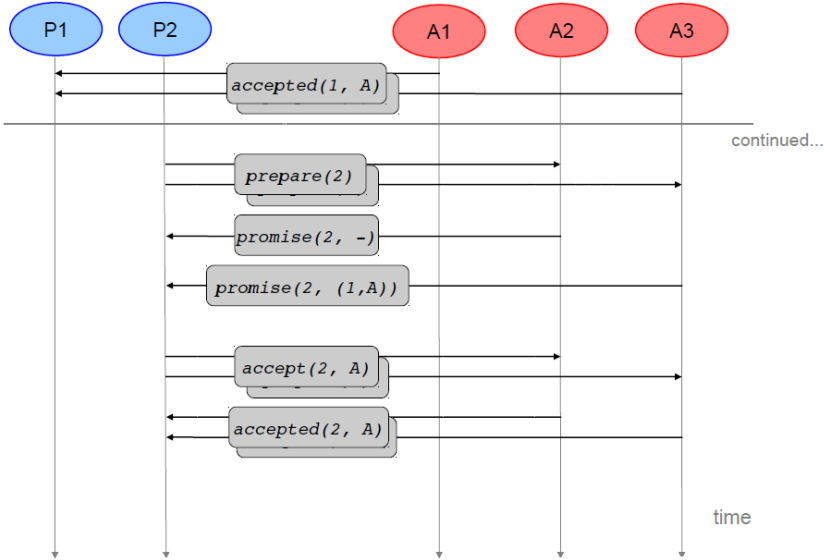 P1 P2 A1 A2 A3
accepted(1, A)
continued...
prepare(2)
promise(2, -)
promise(2, (1,A))
accept(2, A)
accepted(2, A)
time